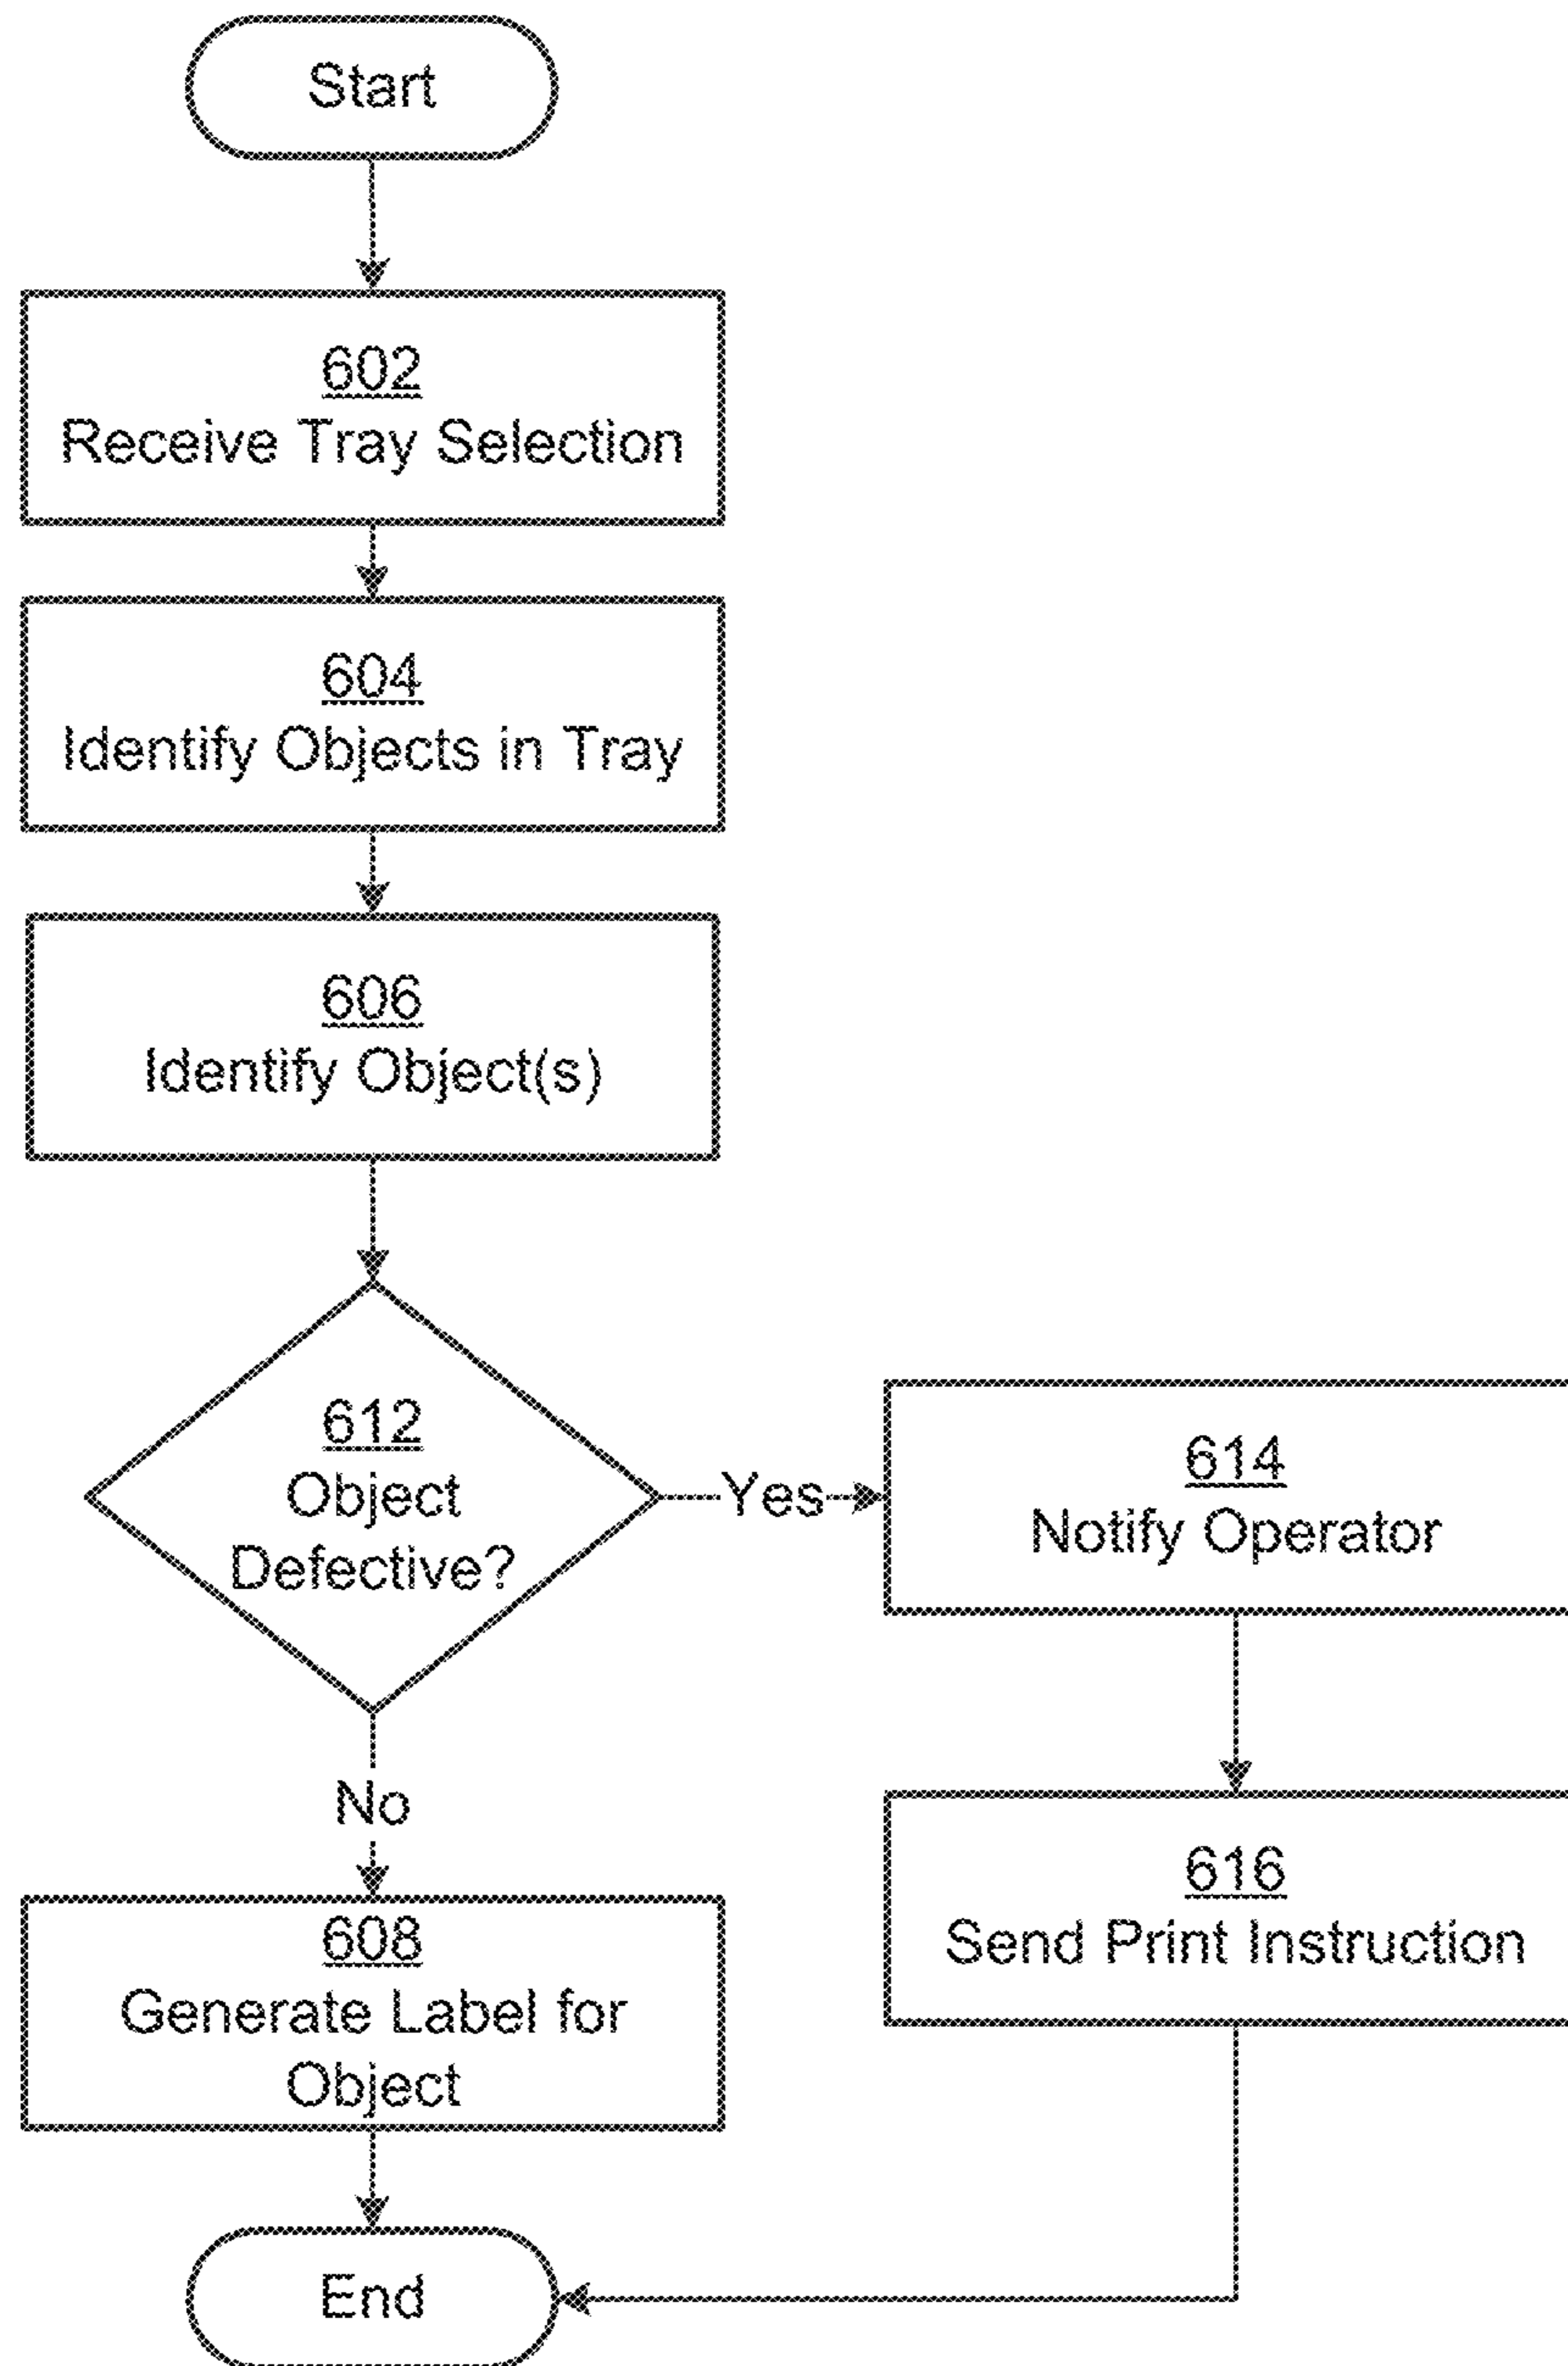 Start
602
Receive Tray Selection
604
Identify Objects in Tray
606
Identify Object(s)
612
Object
Defective?
Yes
614
Notify Operator
No
616
Send Print Instruction
608
Generate Label for
Object
End